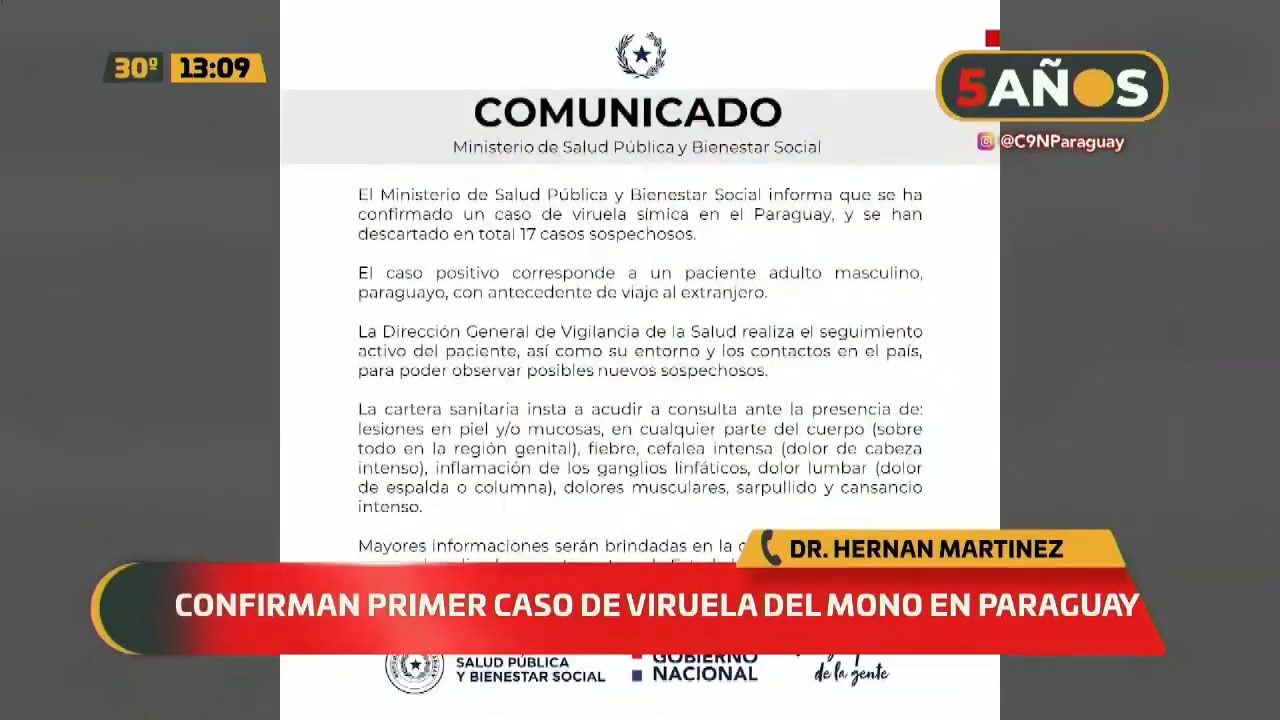 30º 13:09
5AÑOS
@C9NParaguay
COMUNICADO
Ministerio de Salud Pública y Bienestar Social
El Ministerio de Salud Pública y Bienestar Social informa que se ha
confirmado un caso de viruela símica en el Paraguay, y se han
descartado en total 17 casos sospechosos.
El caso positivo corresponde a un paciente adulto masculino,
paraguayo, con antecedente de viaje al extranjero.
La Dirección General de Vigilancia de la Salud realiza el seguimiento
activo del paciente, así como su entorno y los contactos en el país,
para poder observar posibles nuevos sospechosos.
La cartera sanitaria insta a acudir a consulta ante la presencia de:
lesiones en piel y/o mucosas, en cualquier parte del cuerpo (sobre
todo en la región genital), fiebre, cefalea intensa (dolor de cabeza
intenso), inflamación de los ganglios linfáticos, dolor lumbar (dolor
de espalda o columna), dolores musculares, sarpullido y cansancio
intenso.
Mayores informaciones serán brindadas en la
DR. HERNAN MARTINEZ
CONFIRMAN PRIMER CASO DE VIRUELA DEL MONO EN PARAGUAY
SALUD PÚBLICA
Y BIENESTAR SOCIAL
GOBIERNO
NACIONAL
de la gente